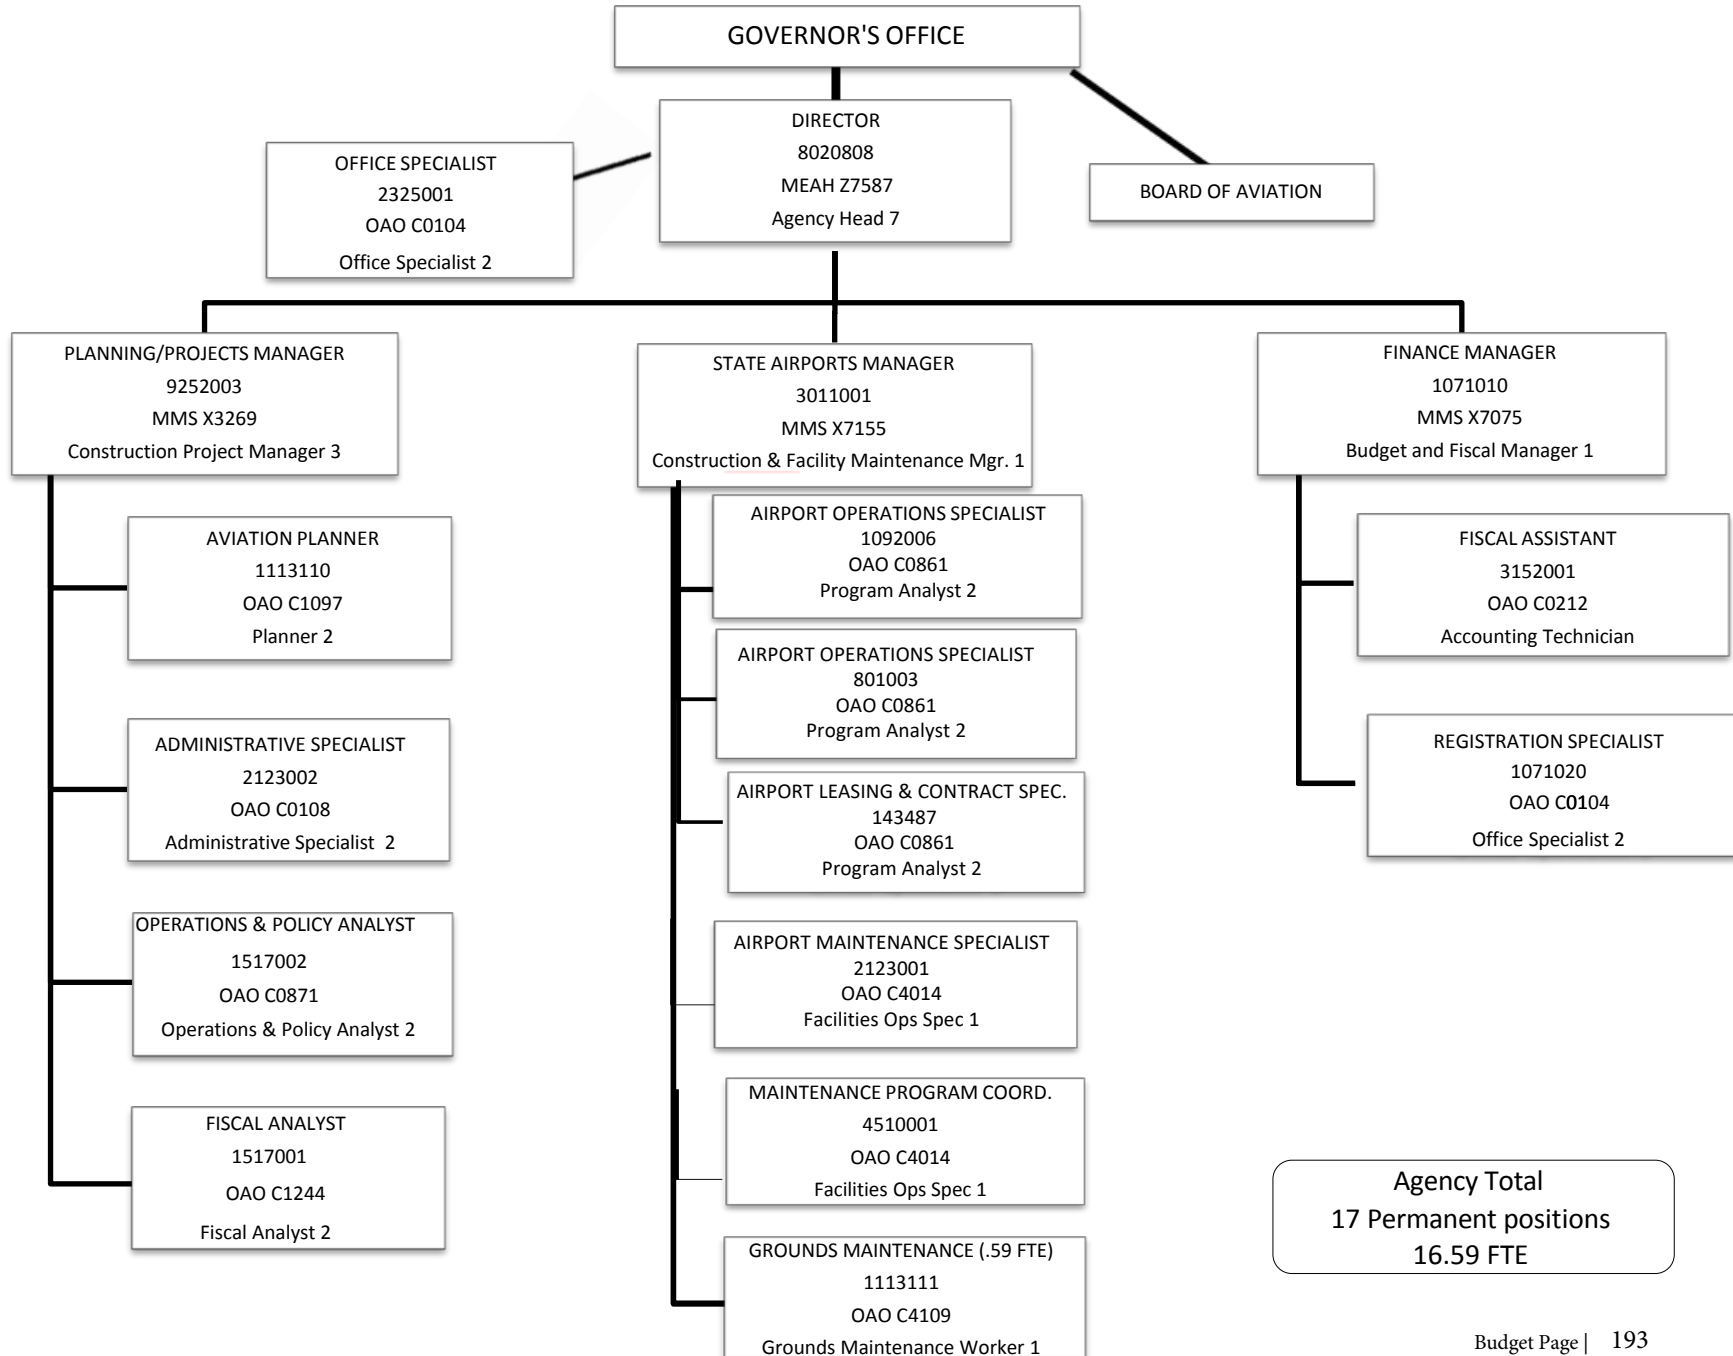 GOVERNOR'S OFFICE
DIRECTOR
8020808
MEAH Z7587
Agency Head 7
OFFICE SPECIALIST
2325001
OAO C0104
Office Specialist 2
BOARD OF AVIATION
PLANNING/PROJECTS MANAGER
9252003
MMS X3269
Construction Project Manager 3
STATE AIRPORTS MANAGER
3011001
MMS X7155
Construction & Facility Maintenance Mgr. 1
FINANCE MANAGER
1071010
MMS X7075
Budget and Fiscal Manager 1
AVIATION PLANNER
1113110
OAO C1097
Planner 2
ADMINISTRATIVE SPECIALIST
2123002
OAO C0108
Administrative Specialist 2
OPERATIONS & POLICY ANALYST
1517002
OAO C0871
Operations & Policy Analyst 2
FISCAL ANALYST
1517001
OAO C1244
Fiscal Analyst 2
AIRPORT OPERATIONS SPECIALIST
1092006
OAO C0861
Program Analyst 2
AIRPORT OPERATIONS SPECIALIST
801003
OAO C0861
Program Analyst 2
AIRPORT LEASING & CONTRACT SPEC.
143487
OAO C0861
Program Analyst 2
AIRPORT MAINTENANCE SPECIALIST
2123001
OAO C4014
Facilities Ops Spec 1
MAINTENANCE PROGRAM COORD.
4510001
OAO C4014
Facilities Ops Spec 1
GROUNDS MAINTENANCE (.59 FTE)
1113111
OAO C4109
Grounds Maintenance Worker 1
FISCAL ASSISTANT
3152001
OAO C0212
Accounting Technician
REGISTRATION SPECIALIST
1071020
OAO C0104
Office Specialist 2
Agency Total
17 Permanent positions
16.59 FTE
Budget Page | 193